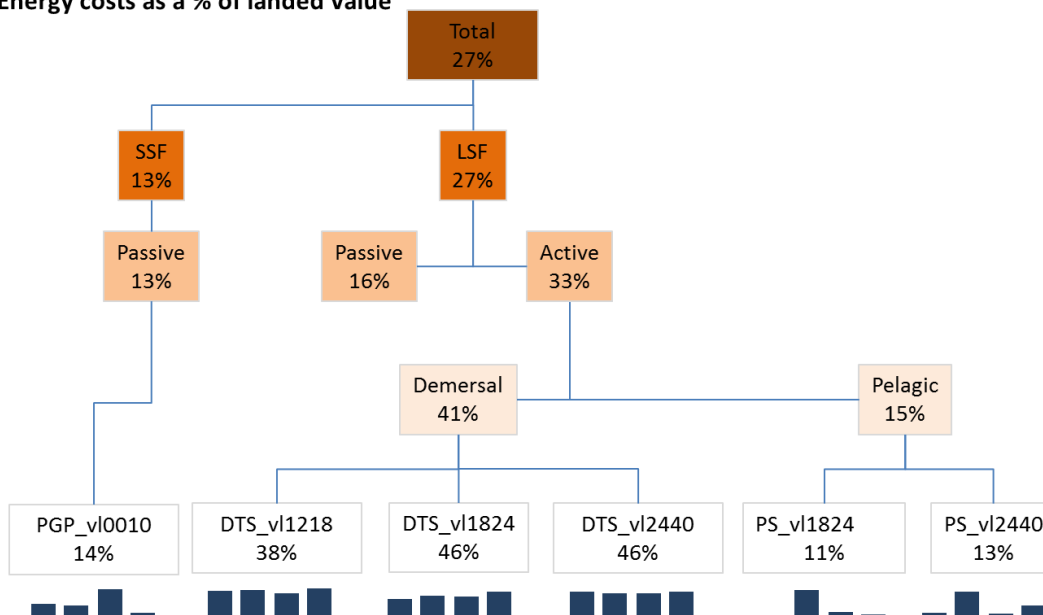 Energy costs as a % of landed value
Total
27%
SSF
13%
LSF
27%
Passive
13%
Passive
16%
Active
33%
Demersal
41%
Pelagic
15%
PGP_vl0010
14%
DTS_vl1218
38%
DTS_vl1824
46%
DTS_vl2440
46%
PS_vl1824
11%
PS_vl2440
13%